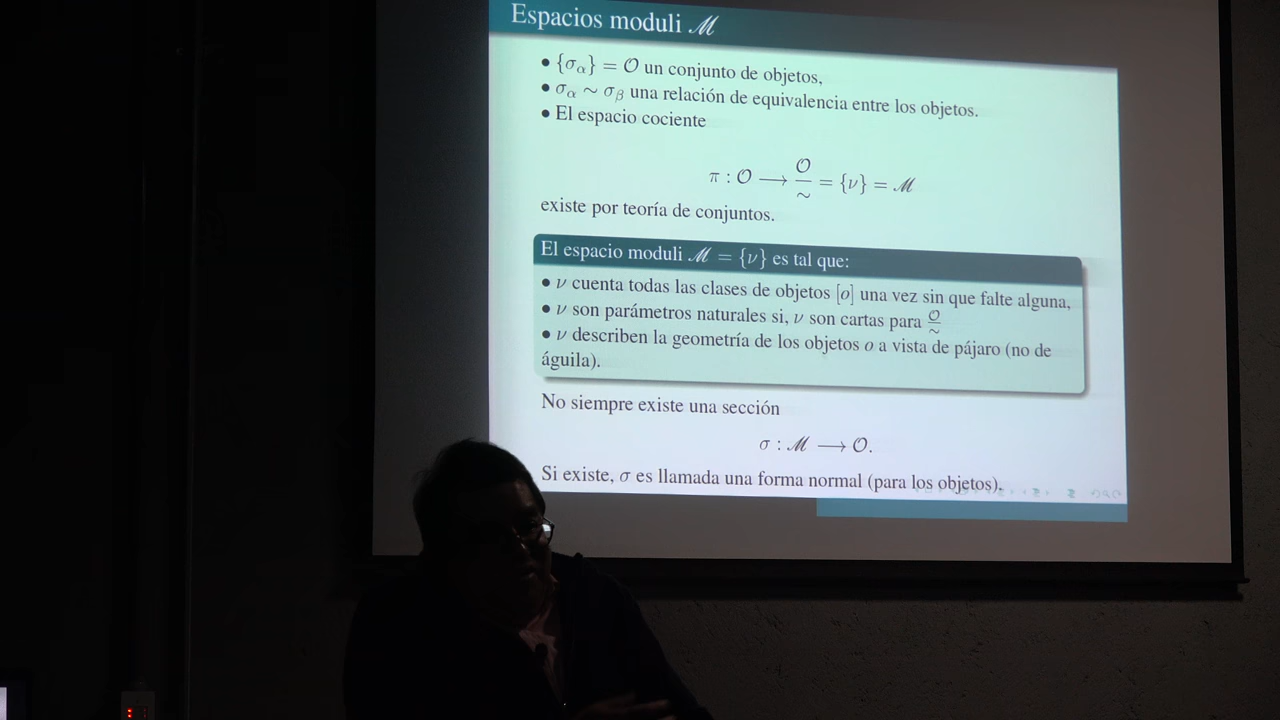 Espacios moduli ℳ
• {σ_α} = 𝒪 un conjunto de objetos,
• σ_α ∼ σ_β una relación de equivalencia entre los objetos.
• El espacio cociente
π : 𝒪 ⟶ 𝒪/∼ = {ν} = ℳ
existe por teoría de conjuntos.
El espacio moduli ℳ = {ν} es tal que:
• ν cuenta todas las clases de objetos [o] una vez sin que falte alguna,
• ν son parámetros naturales si, ν son cartas para 𝒪/∼
• ν describen la geometría de los objetos o a vista de pájaro (no de
águila).
No siempre existe una sección
σ : ℳ ⟶ 𝒪.
Si existe, σ es llamada una forma normal (para los objetos).